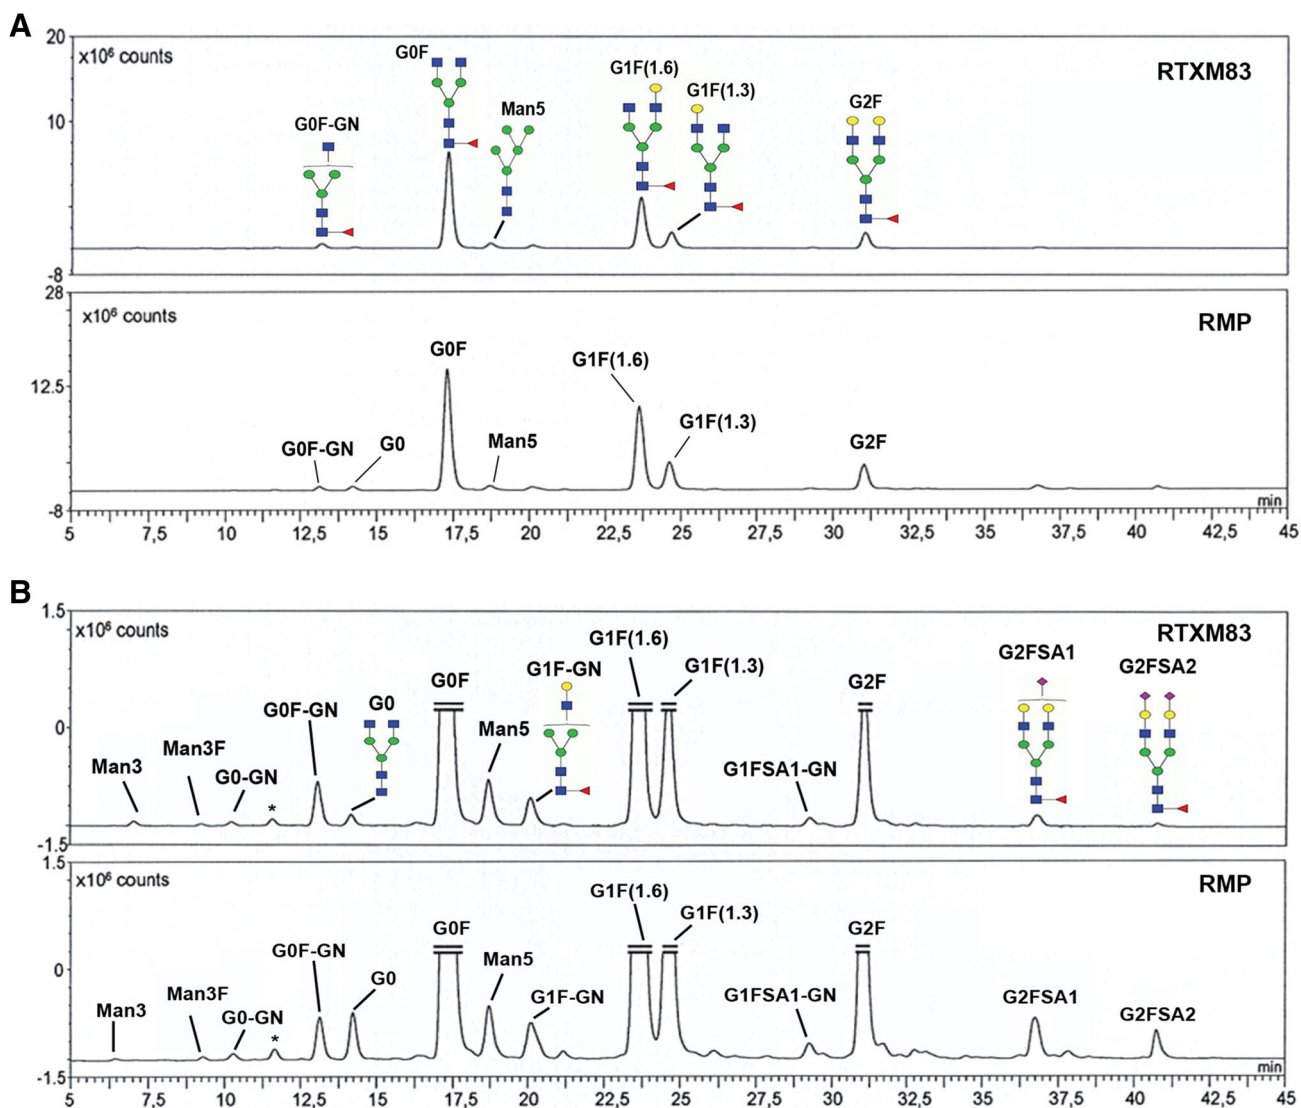 A
20
x10⁶ counts
RTXM83
G0F
G1F(1.6)
G1F(1.3)
Man5
G2F
10
G0F-GN
-8
28
x10⁶ counts
RMP
G0F
G1F(1.6)
12.5
G1F(1.3)
G0F-GN
G0
Man5
G2F
-8
min
5 7,5 10 12,5 15 17,5 20 22,5 25 27,5 30 32,5 35 37,5 40 42,5 45
B
1.5
x10⁶ counts
RTXM83
G1F(1.6)
G1F(1.3)
G2FSA1
G2FSA2
G1F-GN
G0F
G2F
G0
G0F-GN
0
Man5
Man3F
Man3
G0-GN
G1FSA1-GN
*
-1.5
1.5
x10⁶ counts
RMP
G1F(1.6)
G1F(1.3)
G0F
G2F
G0F-GN
Man5
0
G0
Man3F
G1F-GN
G1FSA1-GN
G2FSA1
Man3
G0-GN
G2FSA2
*
min
-1.5
5 7,5 10 12,5 15 17,5 20 22,5 25 27,5 30 32,5 35 37,5 40 42,5 45